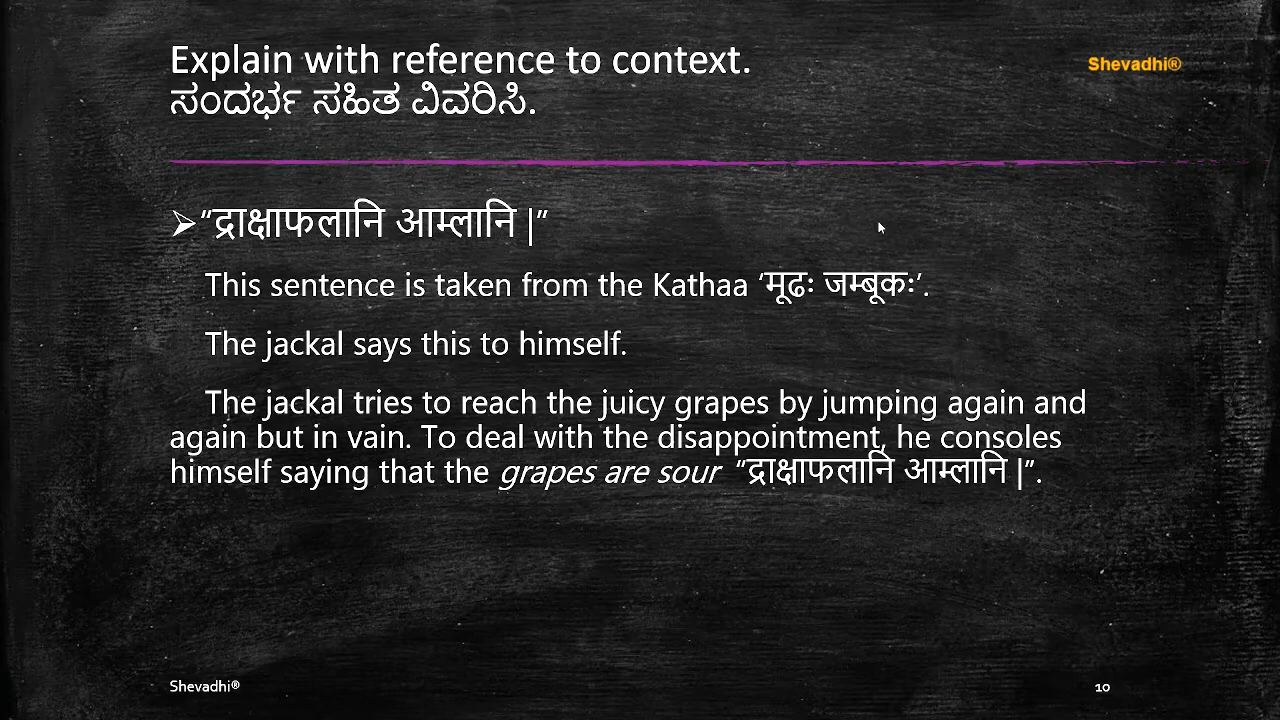 Explain with reference to context.
Shevadhi®
ಸಂದರ್ಭ ಸಹಿತ ವಿವರಿಸಿ.
➢“द्राक्षाफलानि आम्लानि |”
This sentence is taken from the Kathaa ‘मूढः जम्बूकः’.
The jackal says this to himself.
The jackal tries to reach the juicy grapes by jumping again and
again but in vain. To deal with the disappointment, he consoles
himself saying that the grapes are sour “द्राक्षाफलानि आम्लानि |”.
Shevadhi®
10